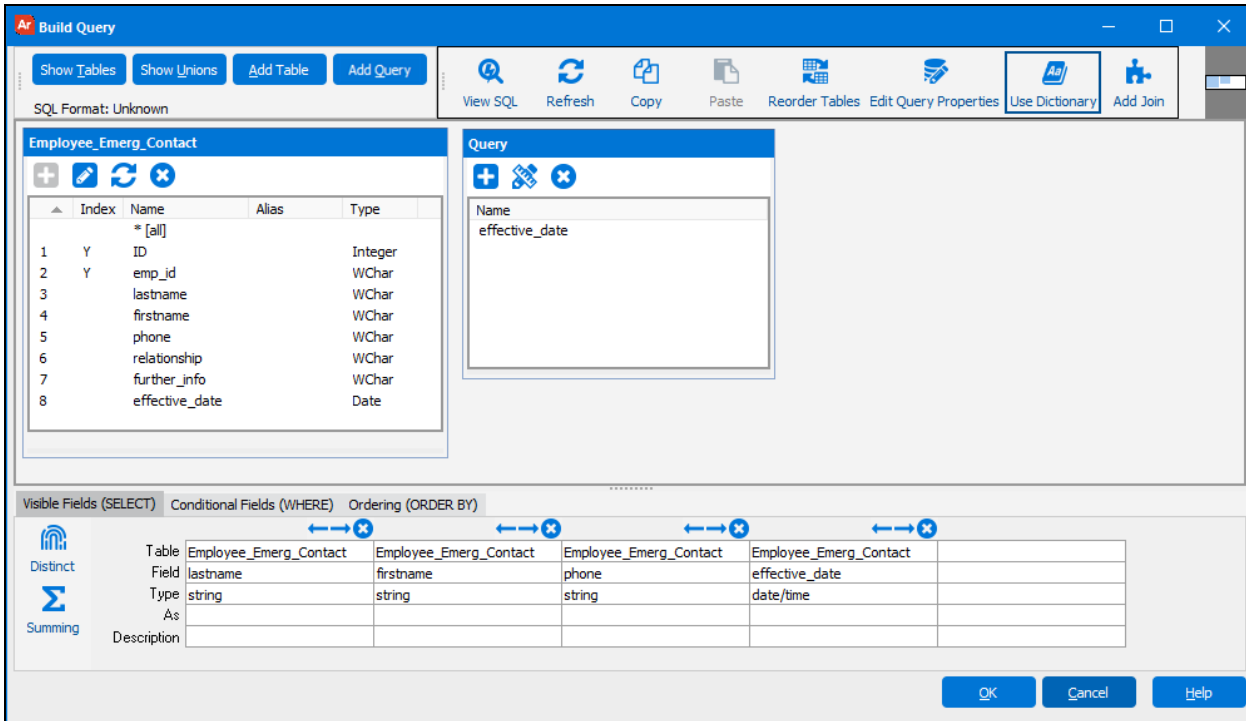 Ar Build Query
Show Tables Show Unions Add Table Add Query
SQL Format: Unknown
View SQL Refresh Copy Paste Reorder Tables Edit Query Properties Aa Use Dictionary Add Join
Employee_Emerg_Contact
Index Name Alias Type
* [all]
1 Y ID Integer
2 Y emp_id WChar
3 lastname WChar
4 firstname WChar
5 phone WChar
6 relationship WChar
7 further_info WChar
8 effective_date Date
Query
Name
effective_date
Visible Fields (SELECT) Conditional Fields (WHERE) Ordering (ORDER BY)
Distinct
Summing
Table Employee_Emerg_Contact Employee_Emerg_Contact Employee_Emerg_Contact Employee_Emerg_Contact
Field lastname firstname phone effective_date
Type string string string date/time
As
Description
OK Cancel Help